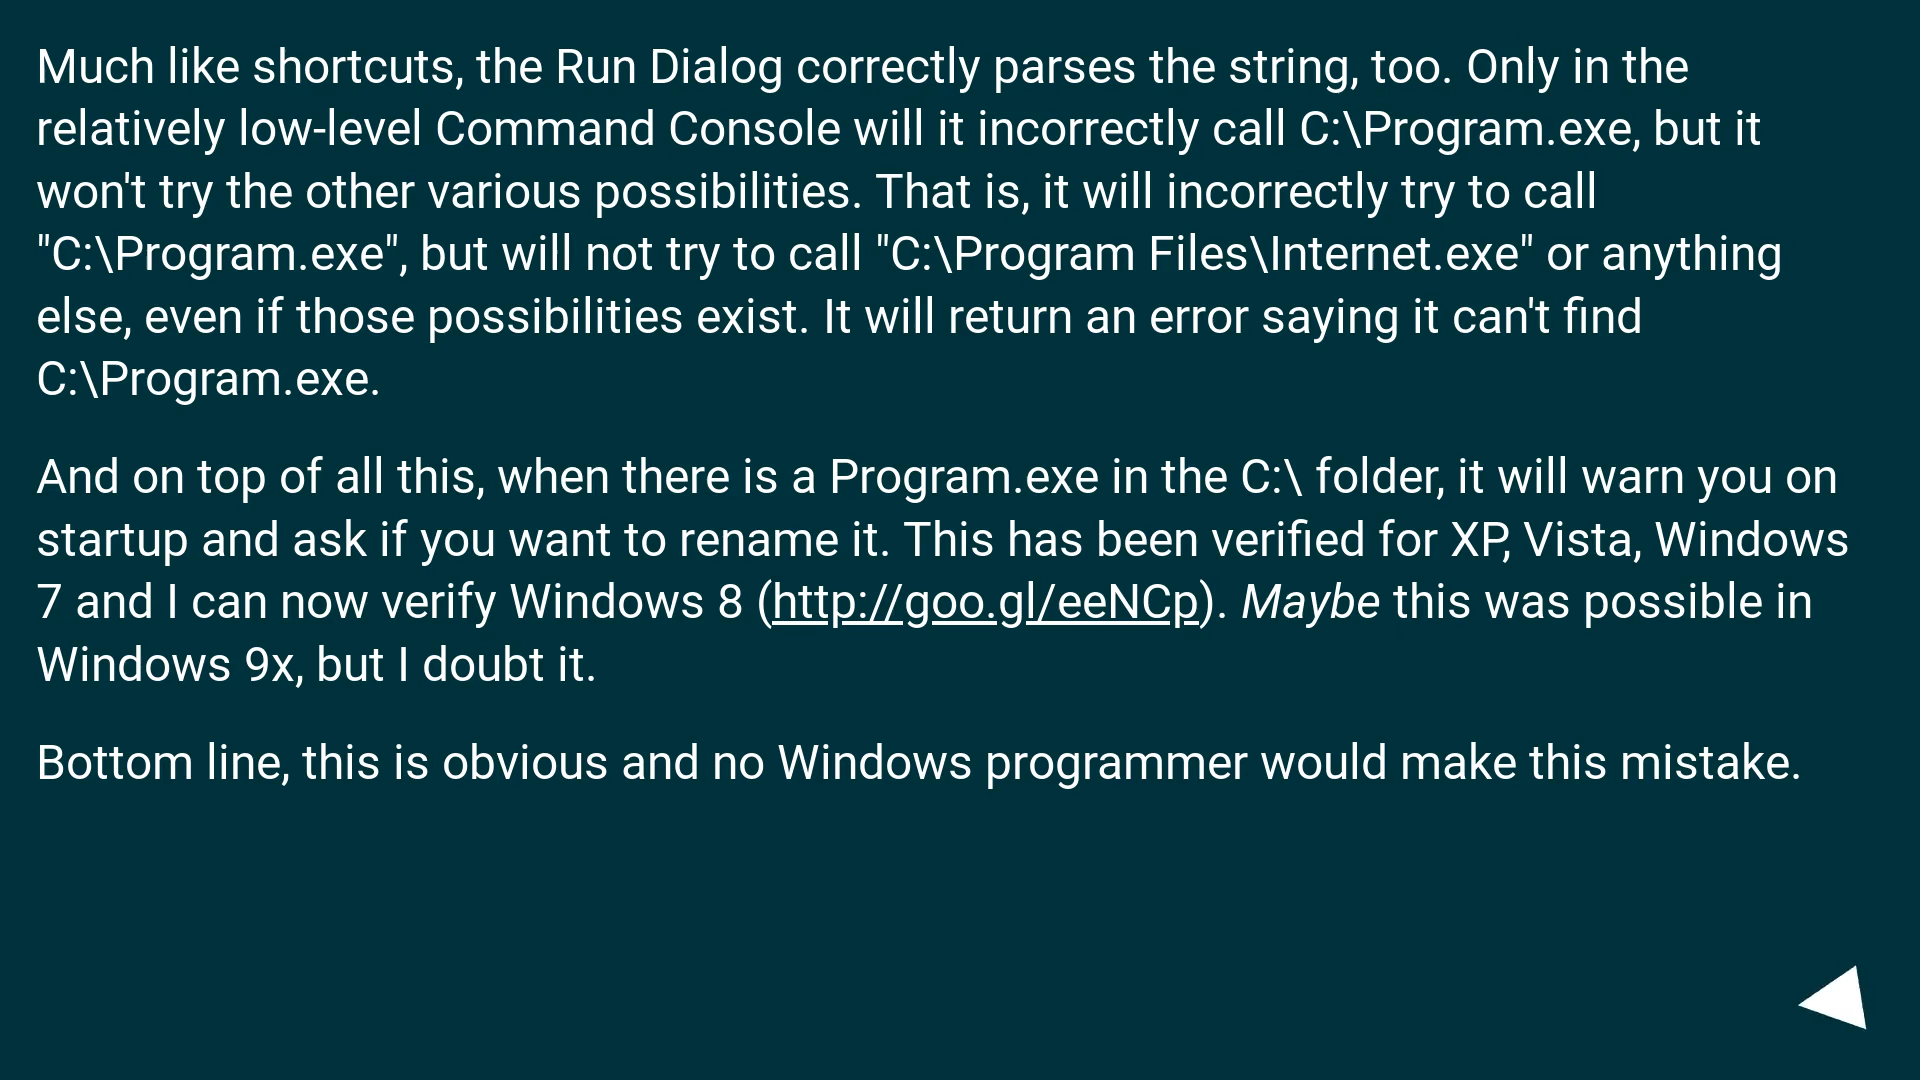 Much like shortcuts, the Run Dialog correctly parses the string, too. Only in the
relatively low-level Command Console will it incorrectly call C:\Program.exe, but it
won't try the other various possibilities. That is, it will incorrectly try to call
"C:\Program.exe", but will not try to call "C:\Program Files\Internet.exe" or anything
else, even if those possibilities exist. It will return an error saying it can't find
C:\Program.exe.
And on top of all this, when there is a Program.exe in the C:\ folder, it will warn you on
startup and ask if you want to rename it. This has been verified for XP, Vista, Windows
7 and I can now verify Windows 8 (http://goo.gl/eeNCp). Maybe this was possible in
Windows 9x, but I doubt it.
Bottom line, this is obvious and no Windows programmer would make this mistake.